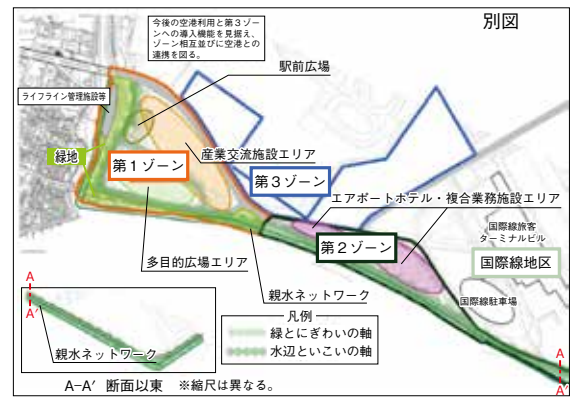 別図
今後の空港利用と第3ゾー
ンへの導入機能を見据え、
ゾーン相互並びに空港との
連携を図る。
駅前広場
ライフライン管理施設等
緑地
第1ゾーン
産業交流施設エリア
第3ゾーン
エアポートホテル・複合業務施設エリア
第2ゾーン
国際線旅客
ターミナルビル
国際線地区
多目的広場エリア
国際線駐車場
親水ネットワーク
凡例
緑とにぎわいの軸
水辺といこいの軸
A
A'
親水ネットワーク
A-A' 断面以東 ※縮尺は異なる。
A
A'